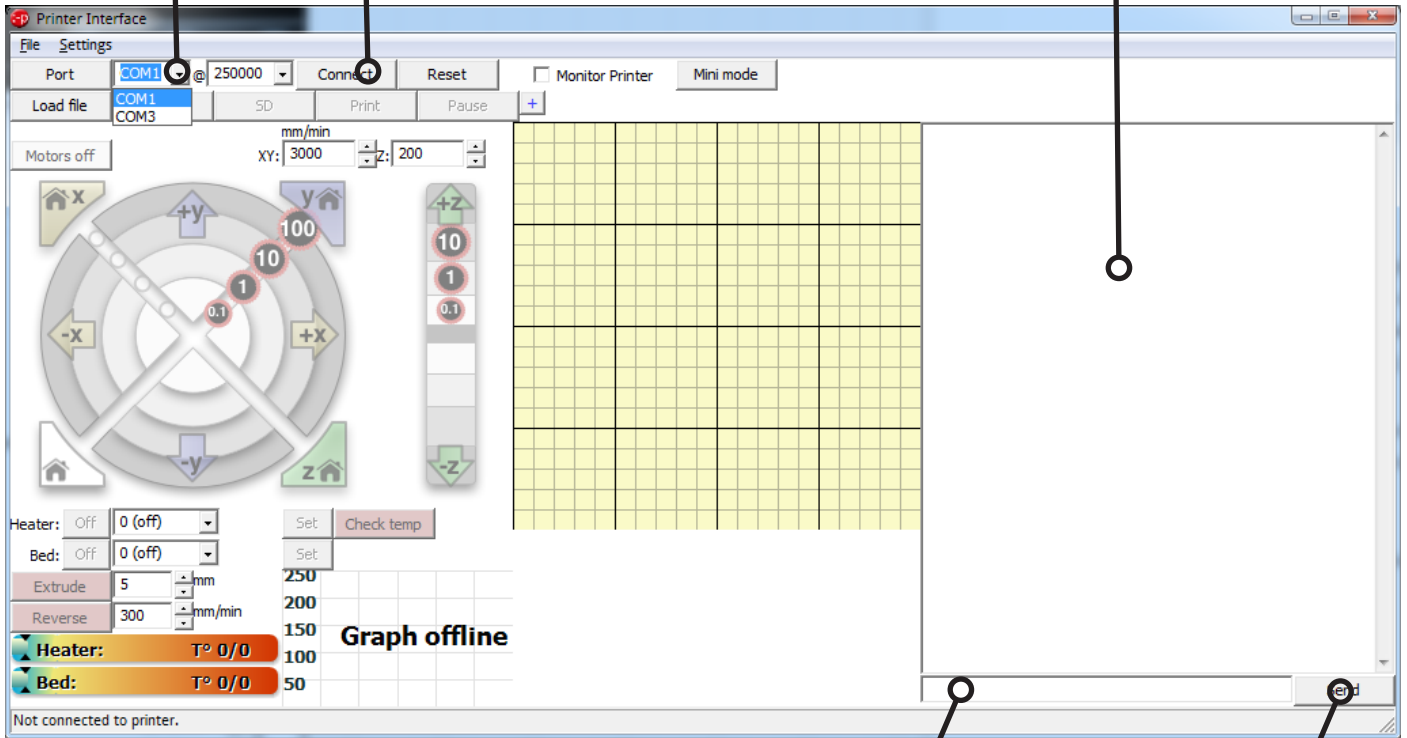 Printer Interface
File Settings
Port COM1 @ 250000 Connect Reset Monitor Printer Mini mode
Load file COM1 SD Print Pause +
COM3
mm/min
Motors off XY: 3000 Z: 200
x y +y 100 +z
10 10
1 1
0.1 0.1
-x +x
-y z -z
Heater: Off 0 (off) Set Check temp
Bed: Off 0 (off) Set
Extrude 5 mm 250
Reverse 300 mm/min 200
150 Graph offline
Heater: T° 0/0 100
Bed: T° 0/0 50
Send
Not connected to printer.